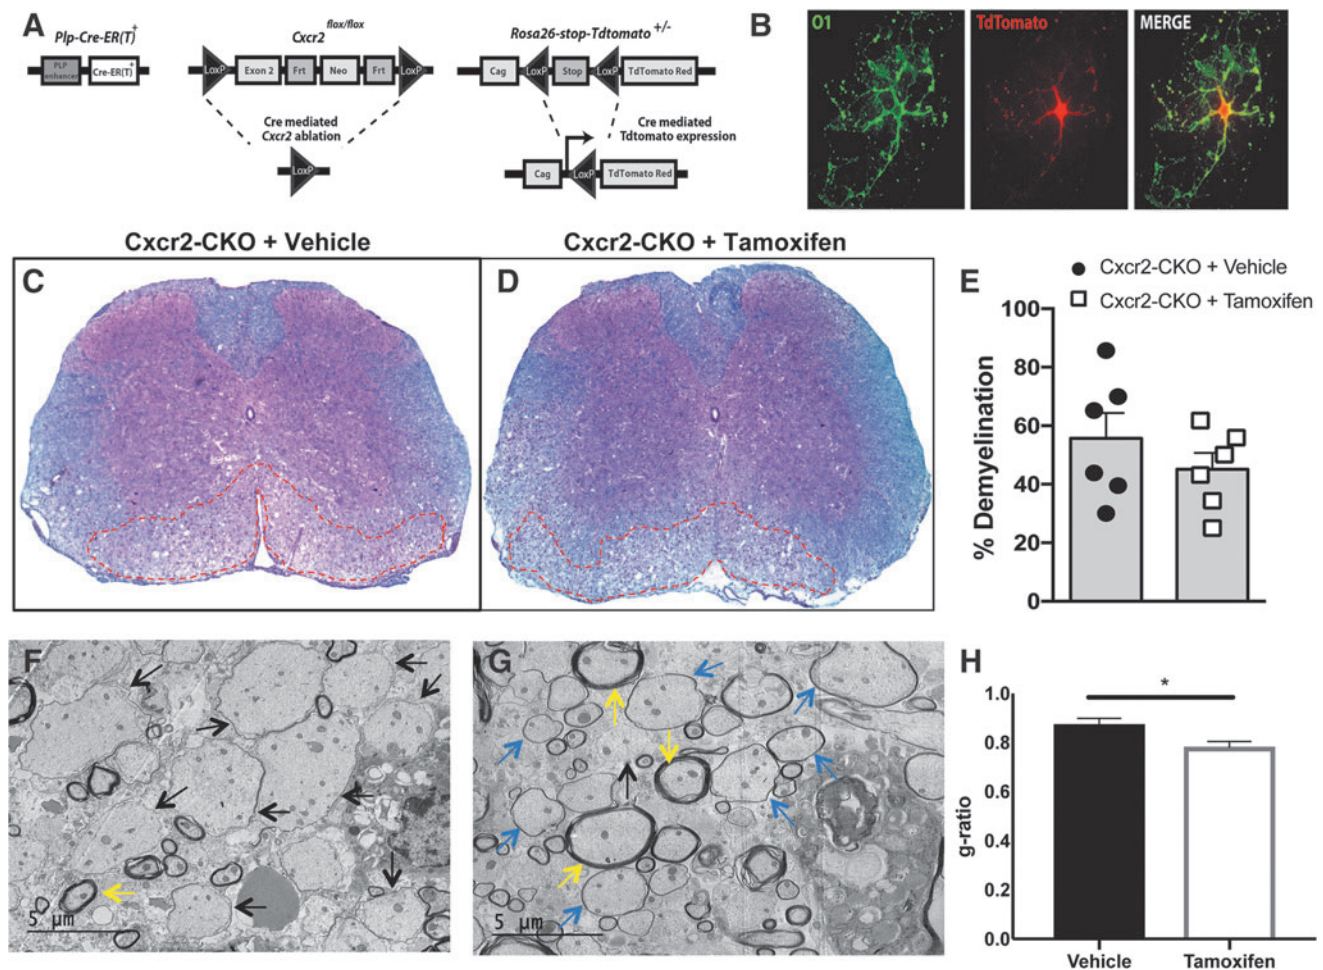 A
Plp-Cre-ER(T)+
PLP enhancer
Cre-ER(T)+
Cxcr2 flox/flox
LoxP
Exon 2
Frt
Neo
Frt
LoxP
Cre mediated
Cxcr2 ablation
LoxP
Rosa26-stop-Tdtomato +/-
Cag
LoxP
Stop
LoxP
TdTomato Red
Cre mediated
Tdtomato expression
Cag
LoxP
TdTomato Red
B
O1
TdTomato
MERGE
Cxcr2-CKO + Vehicle
Cxcr2-CKO + Tamoxifen
C
D
E
Cxcr2-CKO + Vehicle
Cxcr2-CKO + Tamoxifen
% Demyelination
100
80
60
40
20
0
F
5 μm
G
5 μm
H
g-ratio
1.0
0.8
0.6
0.4
0.2
0.0
*
Vehicle
Tamoxifen